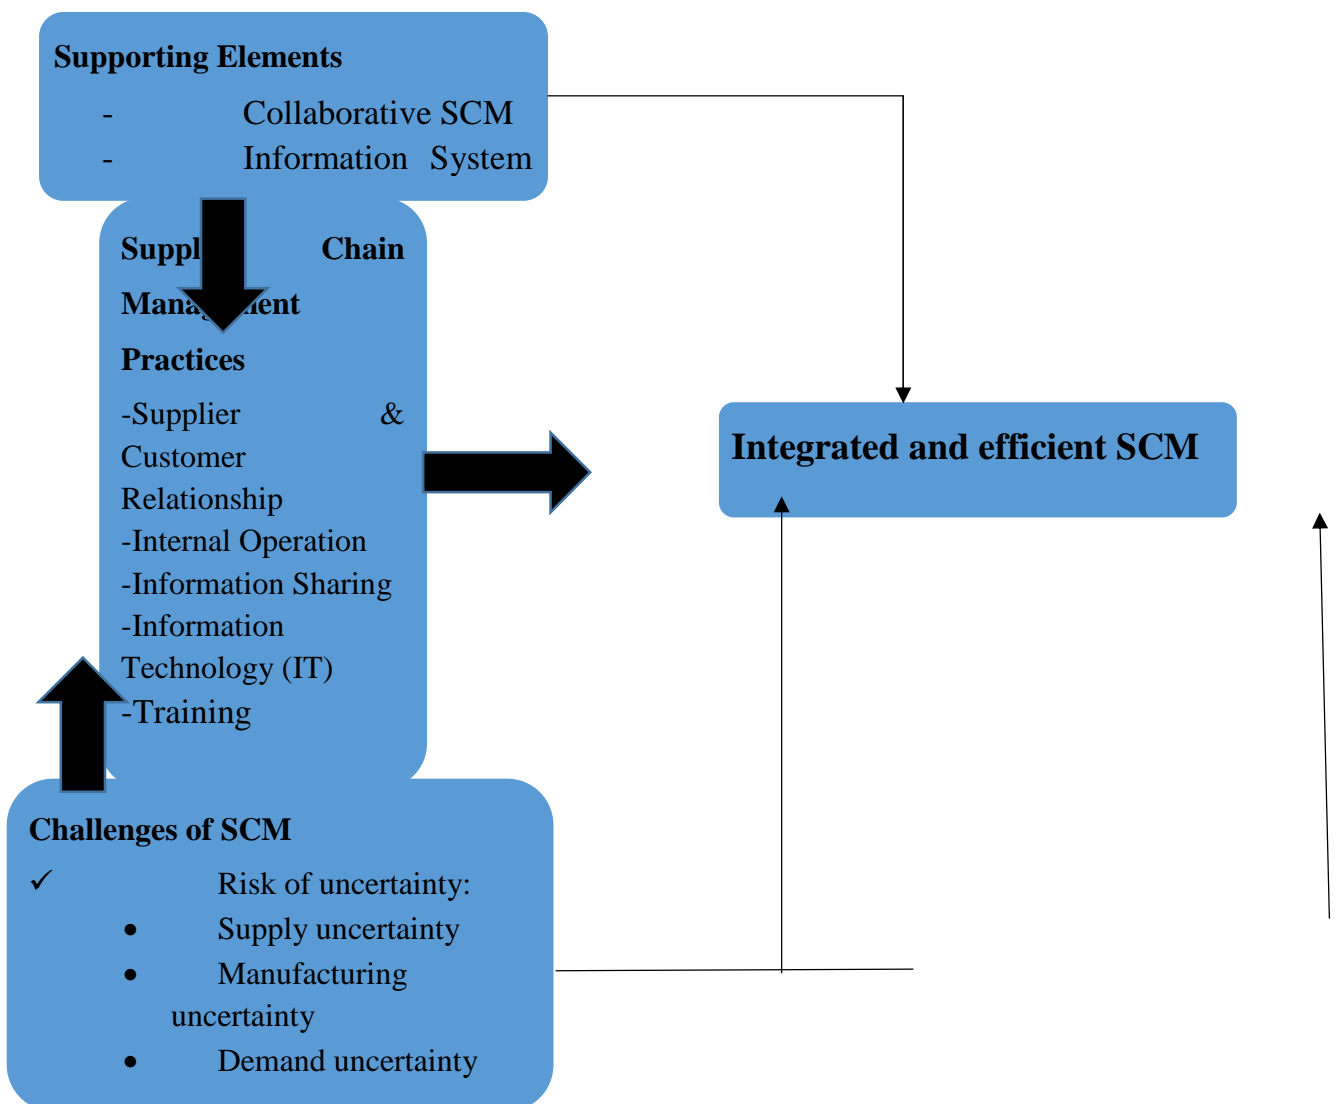 Supporting Elements
- Collaborative SCM
- Information System
Suppl Chain
Mana ent
Practices
-Supplier &
Customer
Relationship
-Internal Operation
-Information Sharing
-Information
Technology (IT)
-Training
Integrated and efficient SCM
Challenges of SCM
✓ Risk of uncertainty:
• Supply uncertainty
• Manufacturing
uncertainty
• Demand uncertainty